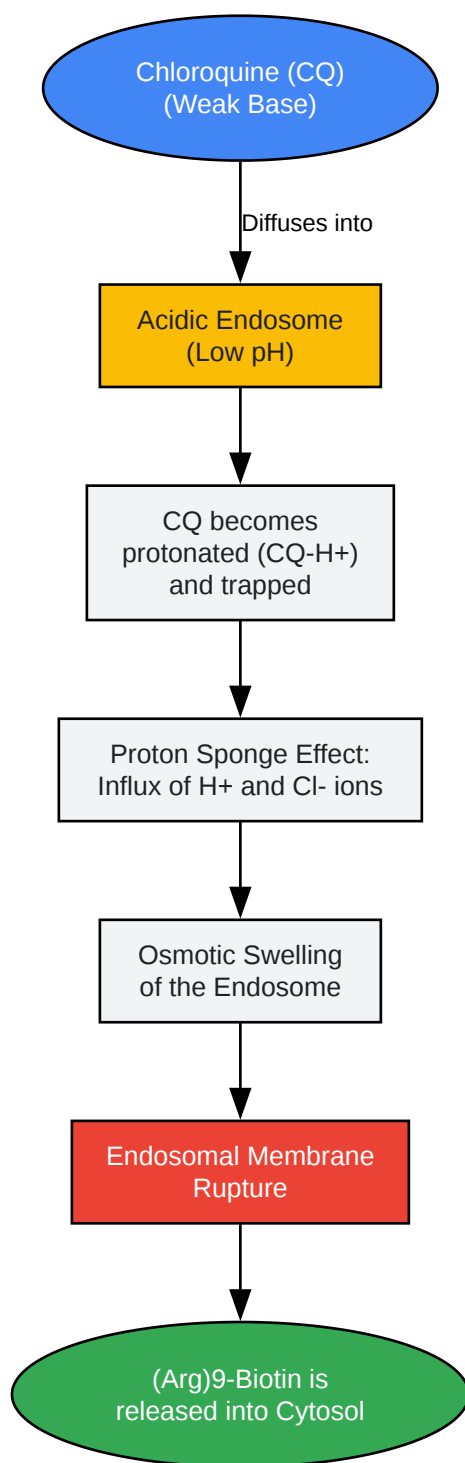 Chloroquine (CQ)
(Weak Base)
Diffuses into
Acidic Endosome
(Low pH)
CQ becomes
protonated (CQ-H+)
and trapped
Proton Sponge Effect:
Influx of H+ and Cl- ions
Osmotic Swelling
of the Endosome
Endosomal Membrane
Rupture
(Arg)9-Biotin is
released into Cytosol